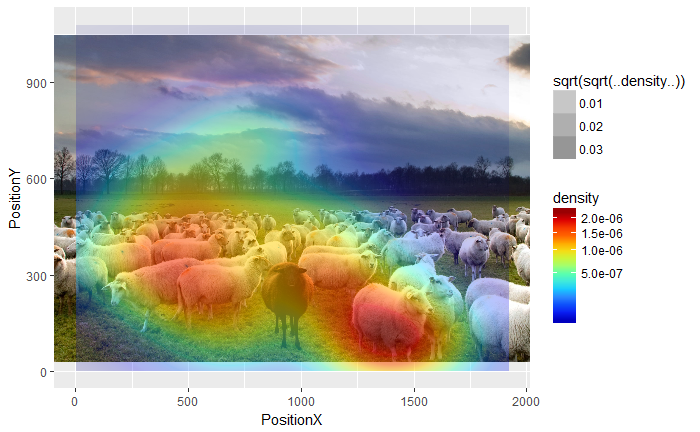 900
600
300
0
0
500
1000
1500
2000
PositionX
PositionY
sqrt(sqrt(..density..))
0.01
0.02
0.03
density
2.0e-06
1.5e-06
1.0e-06
5.0e-07